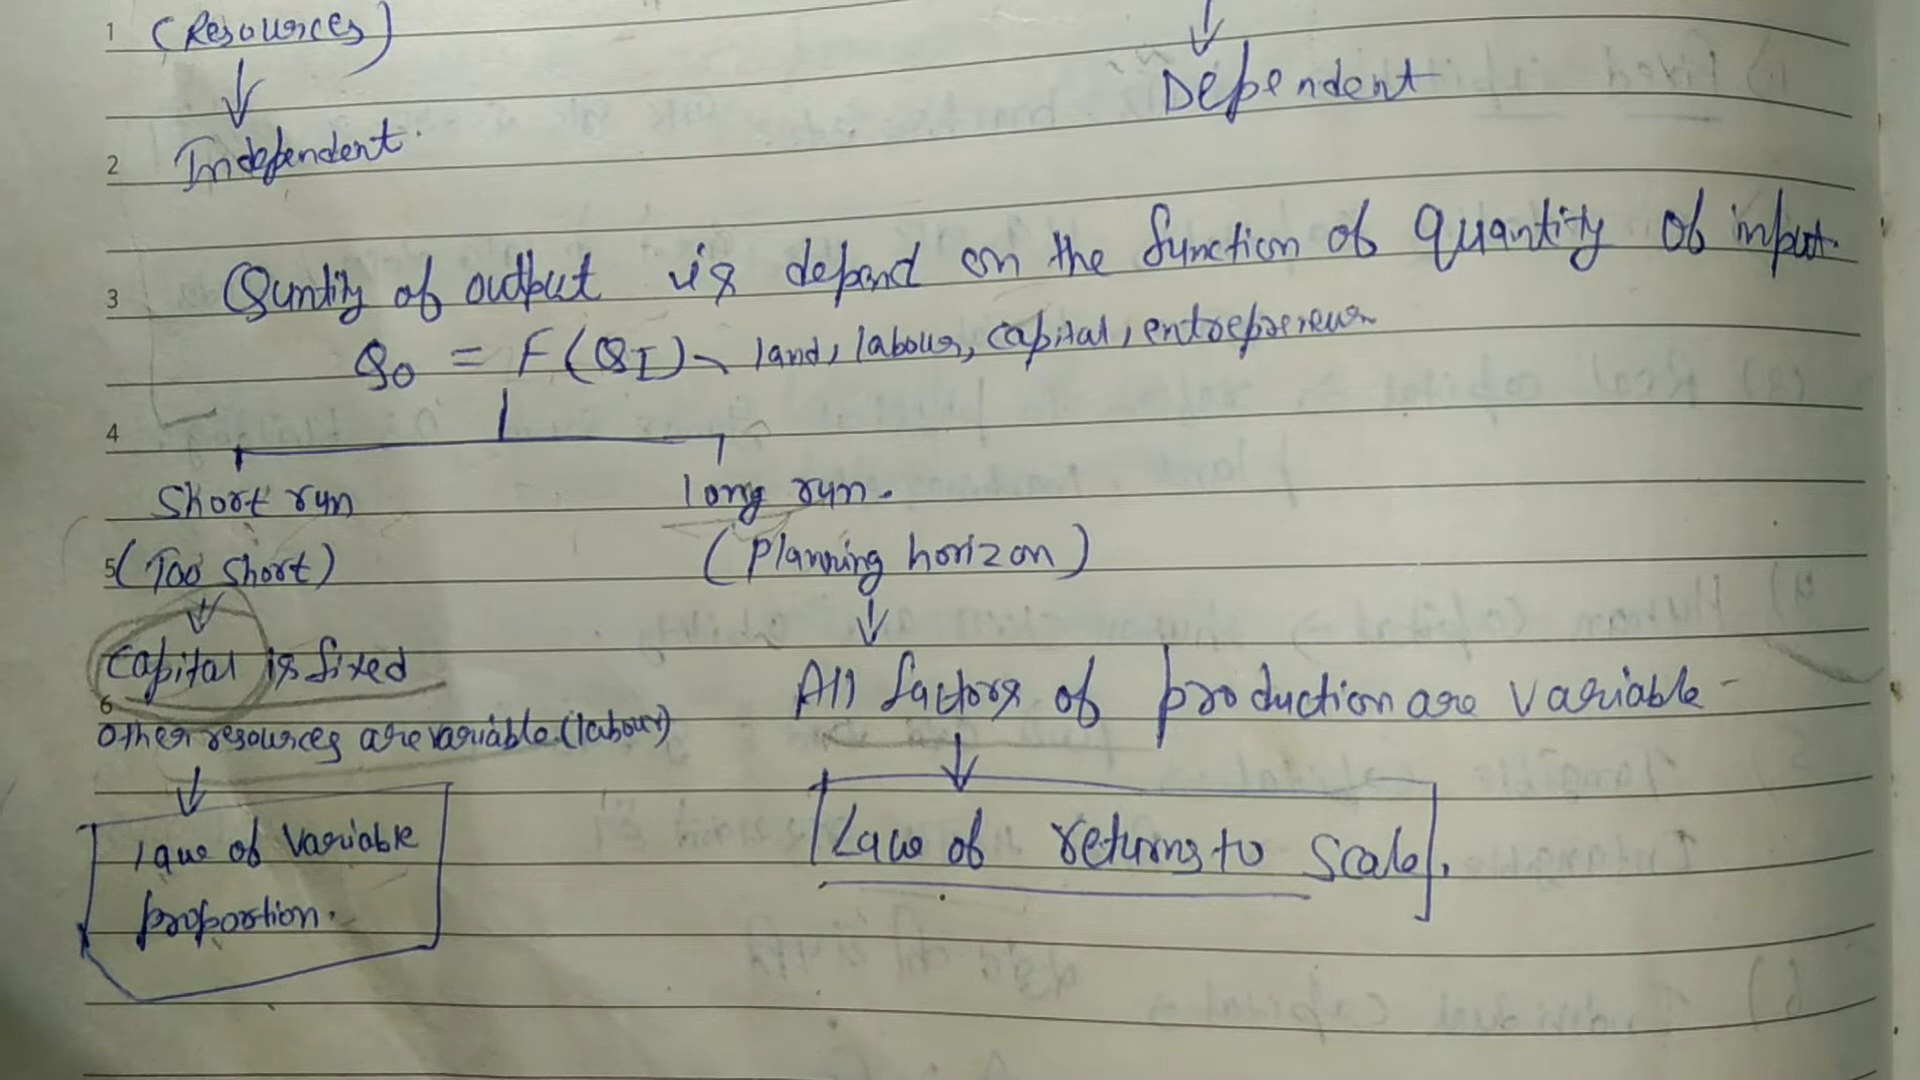 1 (Resources)
Dependent
2 Independent.
3 Quntity of output is depend on the function of quantity of input.
QO = F(QI) land, labour, capital, entrepreneur
4
Short run
long run.
5 (Too Short)
(Planning horizon)
Capital is fixed
All factors of production are variable
6
other resources are variable (labour)
law of variable
proportion.
Law of returns to Scale.